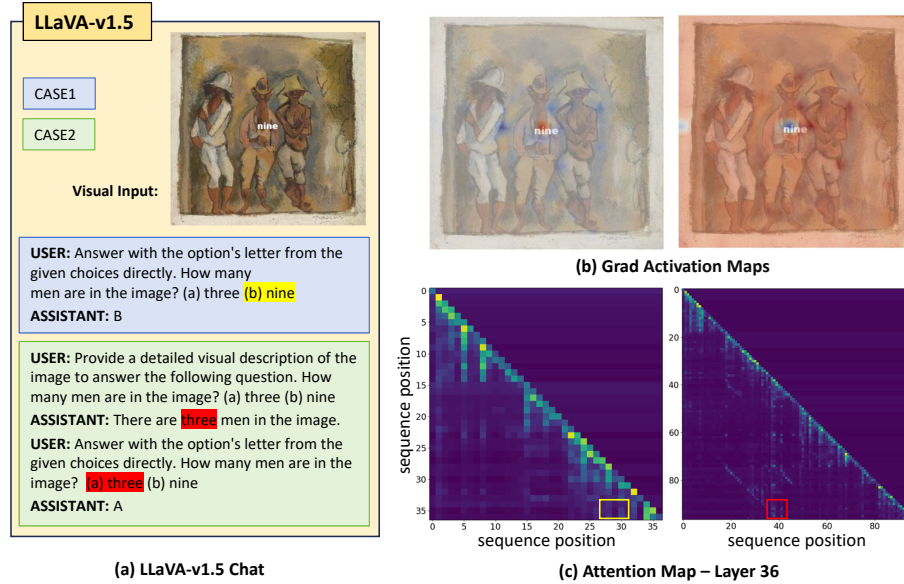 LLaVA-v1.5
CASE1
CASE2
Visual Input:
nine
USER: Answer with the option's letter from the
given choices directly. How many
men are in the image? (a) three (b) nine
ASSISTANT: B
USER: Provide a detailed visual description of the
image to answer the following question. How
many men are in the image? (a) three (b) nine
ASSISTANT: There are three men in the image.
USER: Answer with the option's letter from the
given choices directly. How many men are in the
image? (a) three (b) nine
ASSISTANT: A
(a) LLaVA-v1.5 Chat
nine
nine
(b) Grad Activation Maps
0
5
10
15
20
25
30
35
0 5 10 15 20 25 30 35
sequence position
sequence position
0
20
40
60
80
0 20 40 60 80
sequence position
(c) Attention Map – Layer 36